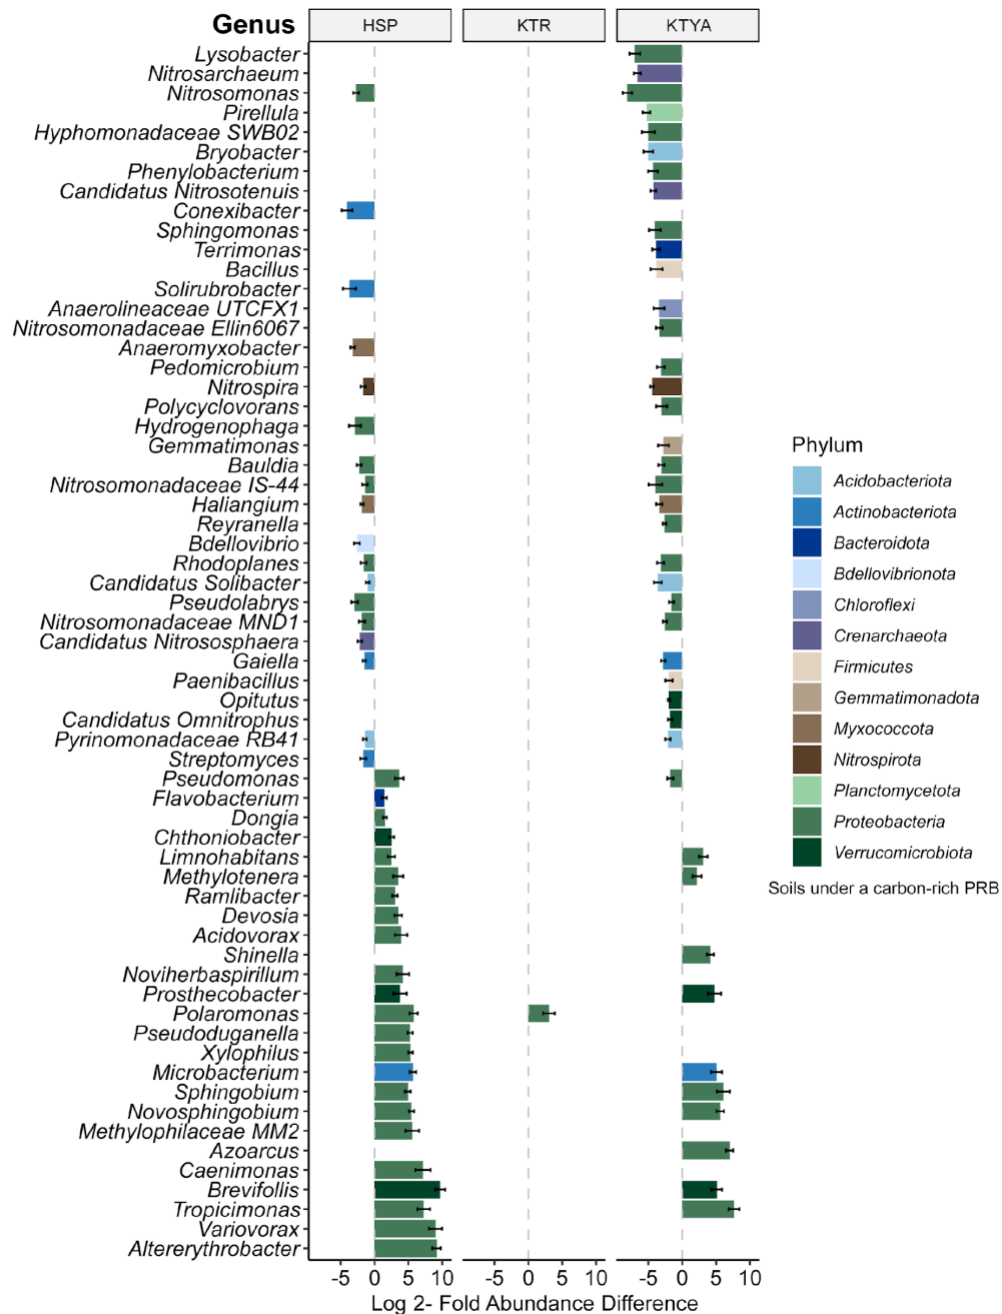 Genus
HSP
KTR
KTYA
Lysobacter
Nitrosarchaeum
Nitrosomonas
Pirellula
Hyphomonadaceae SWB02
Bryobacter
Phenylobacterium
Candidatus Nitrosotenuis
Conexibacter
Sphingomonas
Terrimonas
Bacillus
Solirubrobacter
Anaerolineaceae UTCFX1
Nitrosomonadaceae Ellin6067
Anaeromyxobacter
Pedomicrobium
Nitrospira
Polycyclovorans
Hydrogenophaga
Gemmatimonas
Bauldia
Nitrosomonadaceae IS-44
Haliangium
Reyranella
Bdellovibrio
Rhodoplanes
Candidatus Solibacter
Pseudolabrys
Nitrosomonadaceae MND1
Candidatus Nitrososphaera
Gaiella
Paenibacillus
Opitutus
Candidatus Omnitrophus
Pyrinomonadaceae RB41
Streptomyces
Pseudomonas
Flavobacterium
Dongia
Chthoniobacter
Limnohabitans
Methylotenera
Ramlibacter
Devosia
Acidovorax
Shinella
Noviherbaspirillum
Prosthecobacter
Polaromonas
Pseudoduganella
Xylophilus
Microbacterium
Sphingobium
Novosphingobium
Methylophilaceae MM2
Azoarcus
Caenimonas
Brevifollis
Tropicimonas
Variovorax
Altererythrobacter
-5 0 5 10
-5 0 5 10
-5 0 5 10
Log 2- Fold Abundance Difference
Phylum
Acidobacteriota
Actinobacteriota
Bacteroidota
Bdellovibrionota
Chloroflexi
Crenarchaeota
Firmicutes
Gemmatimonadota
Myxococcota
Nitrospirota
Planctomycetota
Proteobacteria
Verrucomicrobiota
Soils under a carbon-rich PRB